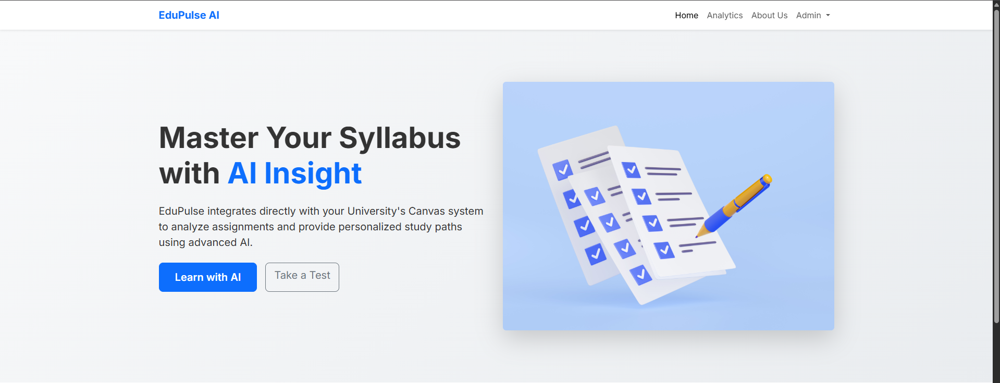 EduPulse AI
Home
Analytics
About Us
Admin
Master Your Syllabus
with AI Insight
EduPulse integrates directly with your University's Canvas system
to analyze assignments and provide personalized study paths
using advanced AI.
Learn with AI
Take a Test